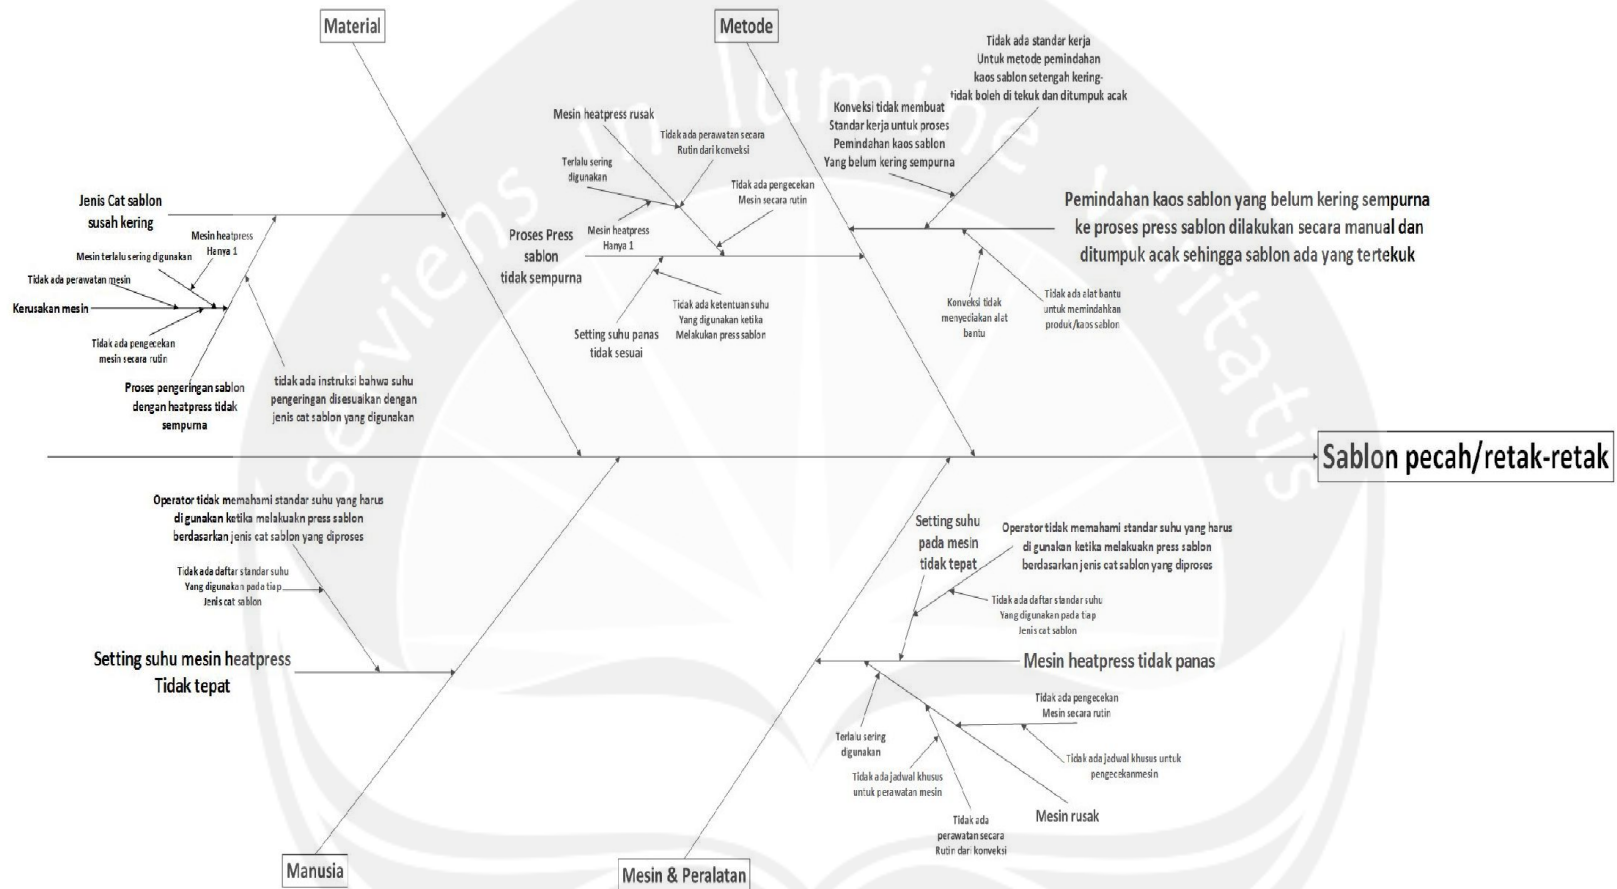 Material
Metode
Tidak ada standar kerja
Untuk metode pemindahan
kaos sablon setengah kering-
tidak boleh di tekuk dan ditumpuk acak
Konveksi tidak membuat
Standar kerja untuk proses
Pemindahan kaos sablon
Yang belum kering sempurna
Mesin heatpress rusak
Tidak ada perawatan secara
Rutin dari konveksi
Terlalu sering
digunakan
Tidak ada pengecekan
Mesin secara rutin
Mesin heatpress
Hanya 1
Proses Press
sablon
tidak sempurna
Pemindahan kaos sablon yang belum kering sempurna
ke proses press sablon dilakukan secara manual dan
ditumpuk acak sehingga sablon ada yang tertekuk
Jenis Cat sablon
susah kering
Mesin heatpress
Hanya 1
Mesin terlalu sering digunakan
Tidak ada perawatan mesin
Kerusakan mesin
Tidak ada pengecekan
mesin secara rutin
Proses pengeringan sablon
dengan heatpress tidak
sempurna
tidak ada instruksi bahwa suhu
pengeringan disesuaikan dengan
jenis cat sablon yang digunakan
Setting suhu panas
tidak sesuai
Tidak ada ketentuan suhu
Yang digunakan ketika
Melakukan press sablon
Konveksi tidak
menyediakan alat
bantu
Tidak ada alat bantu
untuk memindahkan
produk/kaos sablon
Sablon pecah/retak-retak
Operator tidak memahami standar suhu yang harus
di gunakan ketika melakuakn press sablon
berdasarkan jenis cat sablon yang diproses
Tidak ada daftar standar suhu
Yang digunakan pada tiap
Jenis cat sablon
Setting suhu mesin heatpress
Tidak tepat
Setting suhu
pada mesin
tidak tepat
Operator tidak memahami standar suhu yang harus
di gunakan ketika melakuakn press sablon
berdasarkan jenis cat sablon yang diproses
Tidak ada daftar standar suhu
Yang digunakan pada tiap
Jenis cat sablon
Mesin heatpress tidak panas
Tidak ada pengecekan
Mesin secara rutin
Terlalu sering
digunakan
Tidak ada jadwal khusus
untuk perawatan mesin
Tidak ada jadwal khusus untuk
pengecekanmesin
Mesin rusak
Tidak ada
perawatan secara
Rutin dari konveksi
Manusia
Mesin & Peralatan
serviens in lumine veritatis